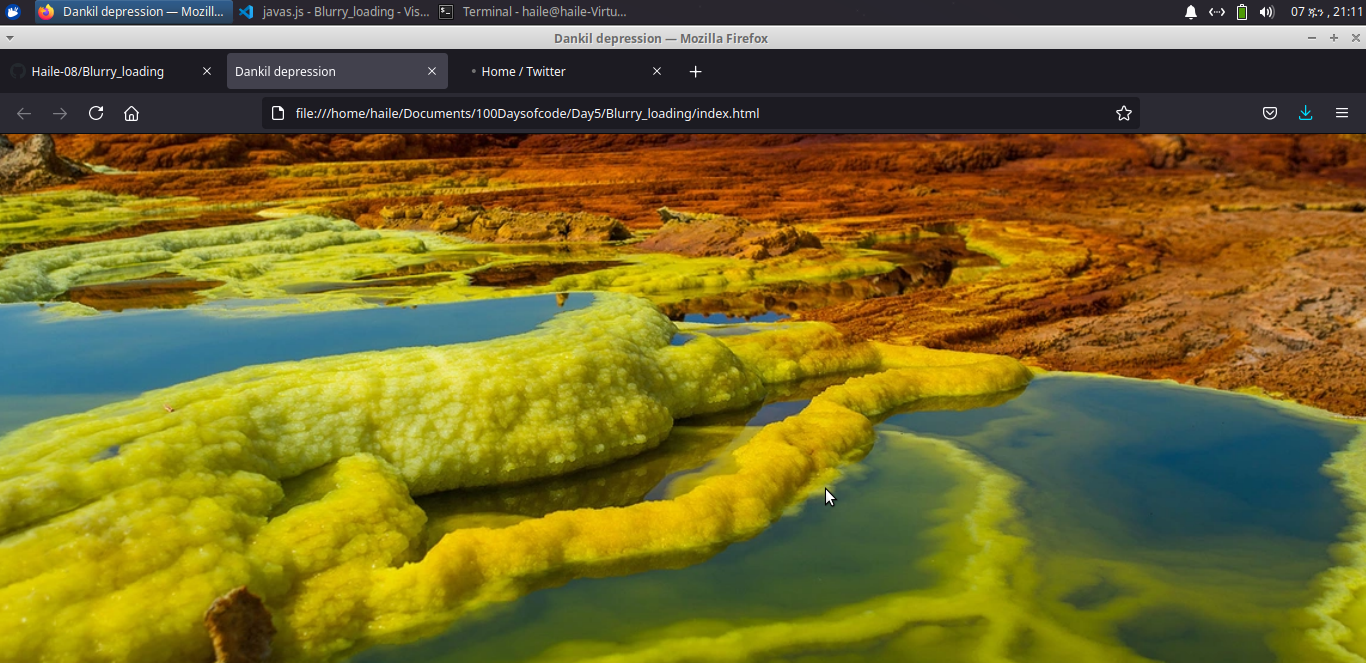 Dankil depression — Mozill...
javas.js - Blurry_loading - Vis...
Terminal - haile@haile-Virtu...
07 ጁን , 21:11
Dankil depression — Mozilla Firefox
Haile-08/Blurry_loading
Dankil depression
Home / Twitter
file:///home/haile/Documents/100Daysofcode/Day5/Blurry_loading/index.html